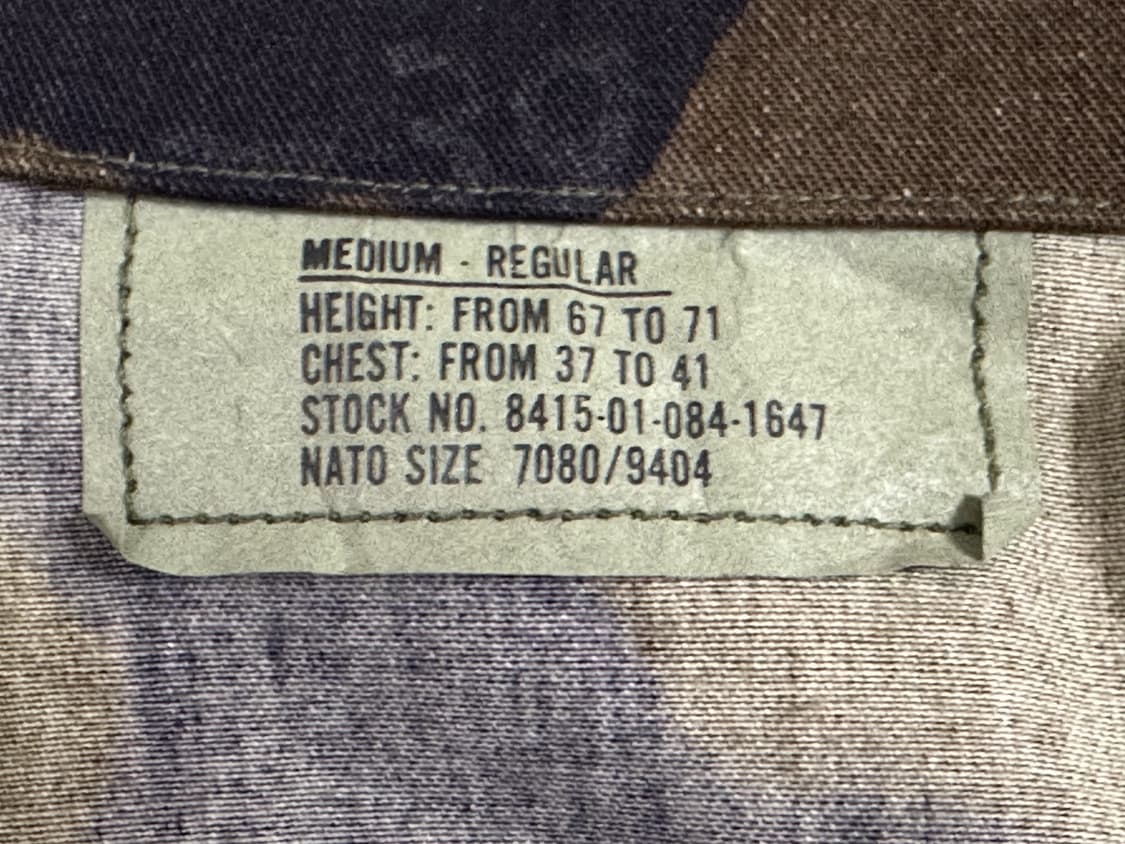 MEDIUM - REGULAR
HEIGHT: FROM 67 TO 71
CHEST: FROM 37 TO 41
STOCK NO. 8415-01-084-1647
NATO SIZE 7080/9404